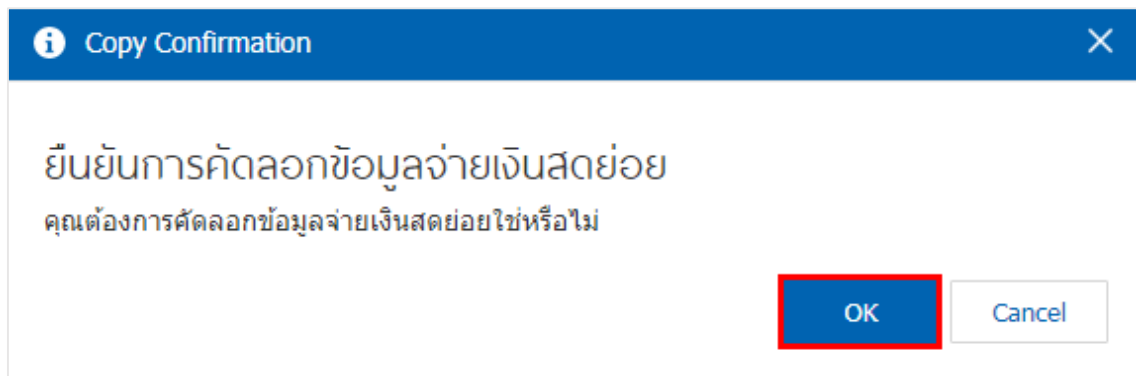 Copy Confirmation
ยืนยันการคัดลอกข้อมูลจ่ายเงินสดย่อย
คุณต้องการคัดลอกข้อมูลจ่ายเงินสดย่อยใช่หรือไม่
OK Cancel